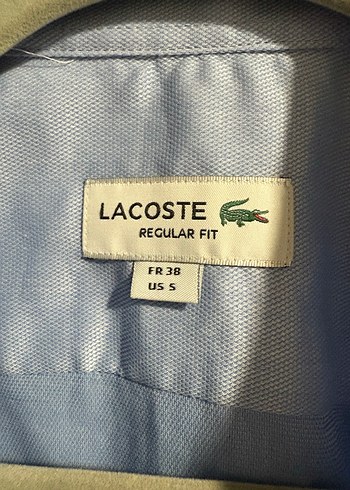 LACOSTE
REGULAR FIT
FR 38
US S